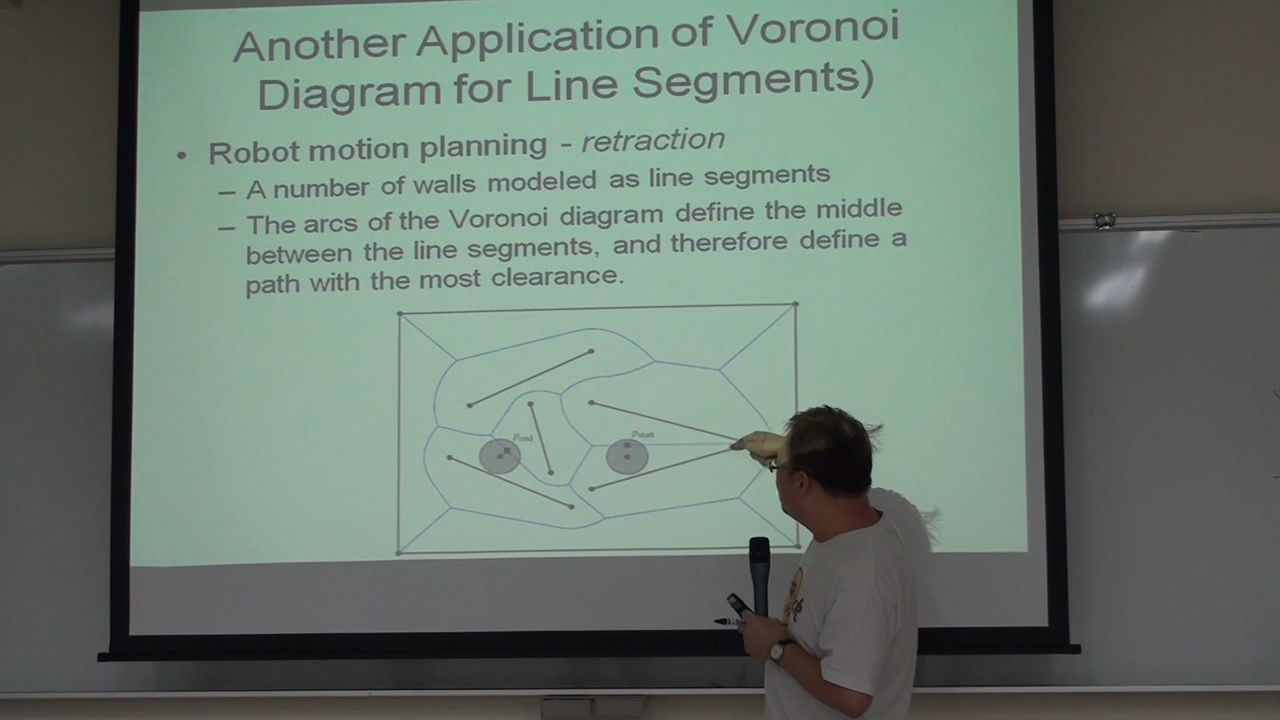 Another Application of Voronoi
Diagram for Line Segments)
• Robot motion planning - retraction
– A number of walls modeled as line segments
– The arcs of the Voronoi diagram define the middle
between the line segments, and therefore define a
path with the most clearance.
Pend
Pstart